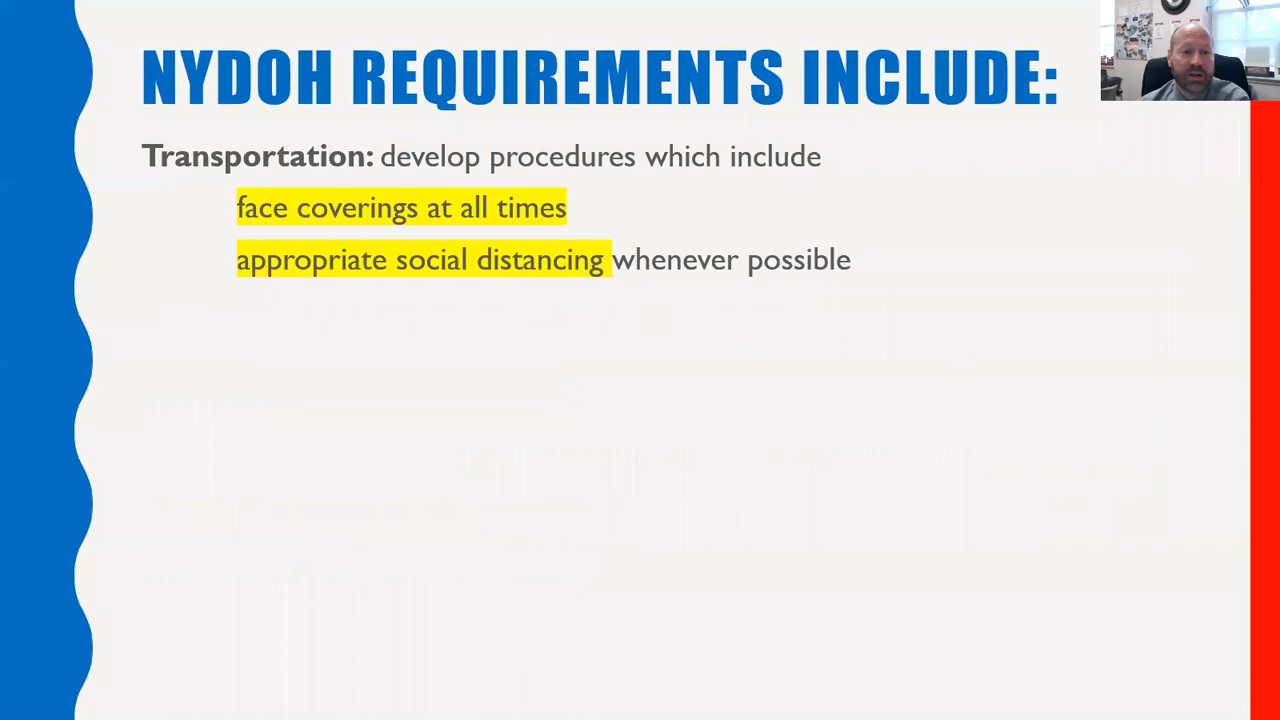 NYDOH REQUIREMENTS INCLUDE:
Transportation: develop procedures which include
face coverings at all times
appropriate social distancing whenever possible